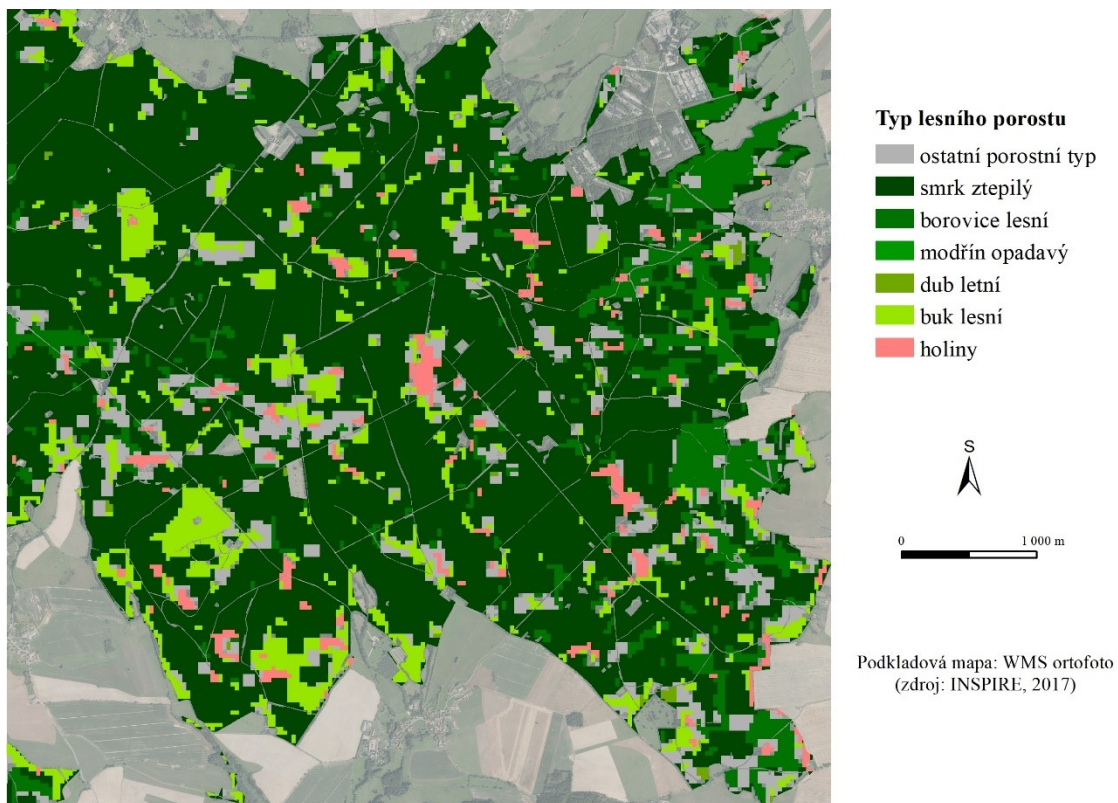 Typ lesního porostu
ostatní porostní typ
smrk ztepilý
borovice lesní
modřín opadavý
dub letní
buk lesní
holiny
S
0 1 000 m
Podkladová mapa: WMS ortofoto
(zdroj: INSPIRE, 2017)